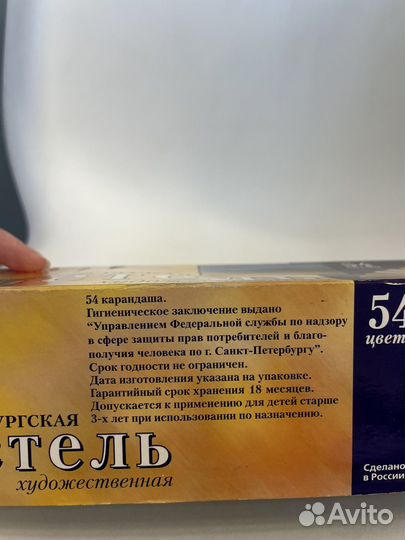 54 карандаша.
Гигиеническое заключение выдано
“Управлением Федеральной службы по надзору
в сфере защиты прав потребителей и благо-
получия человека по г. Санкт-Петербургу”.
Срок годности не ограничен.
Дата изготовления указана на упаковке.
Гарантийный срок хранения 18 месяцев.
Допускается к применению для детей старше
3-х лет при использовании по назначению.
УРГСКАЯ
СТЕЛЬ
художественная
54
цвет
Сделано
в России
Avito